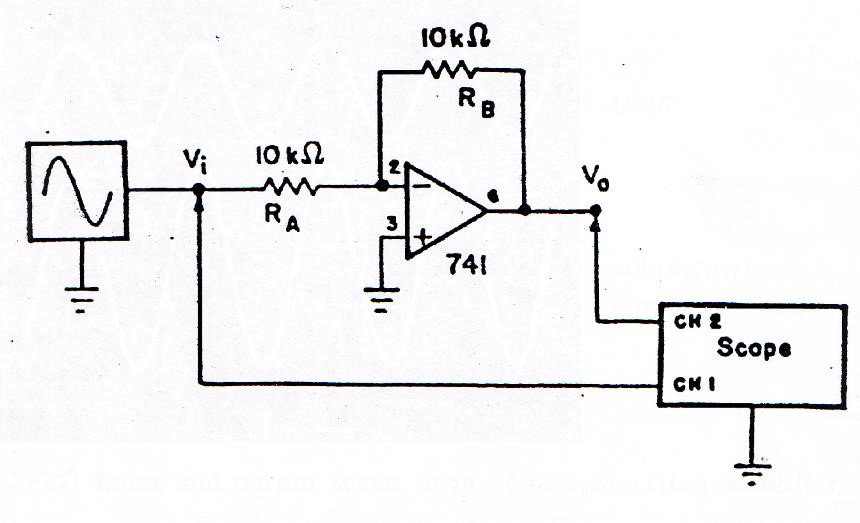 10kΩ
R_B
V_i
10kΩ
R_A
2
−
3
+
6
741
V_o
CH 2
Scope
CH 1